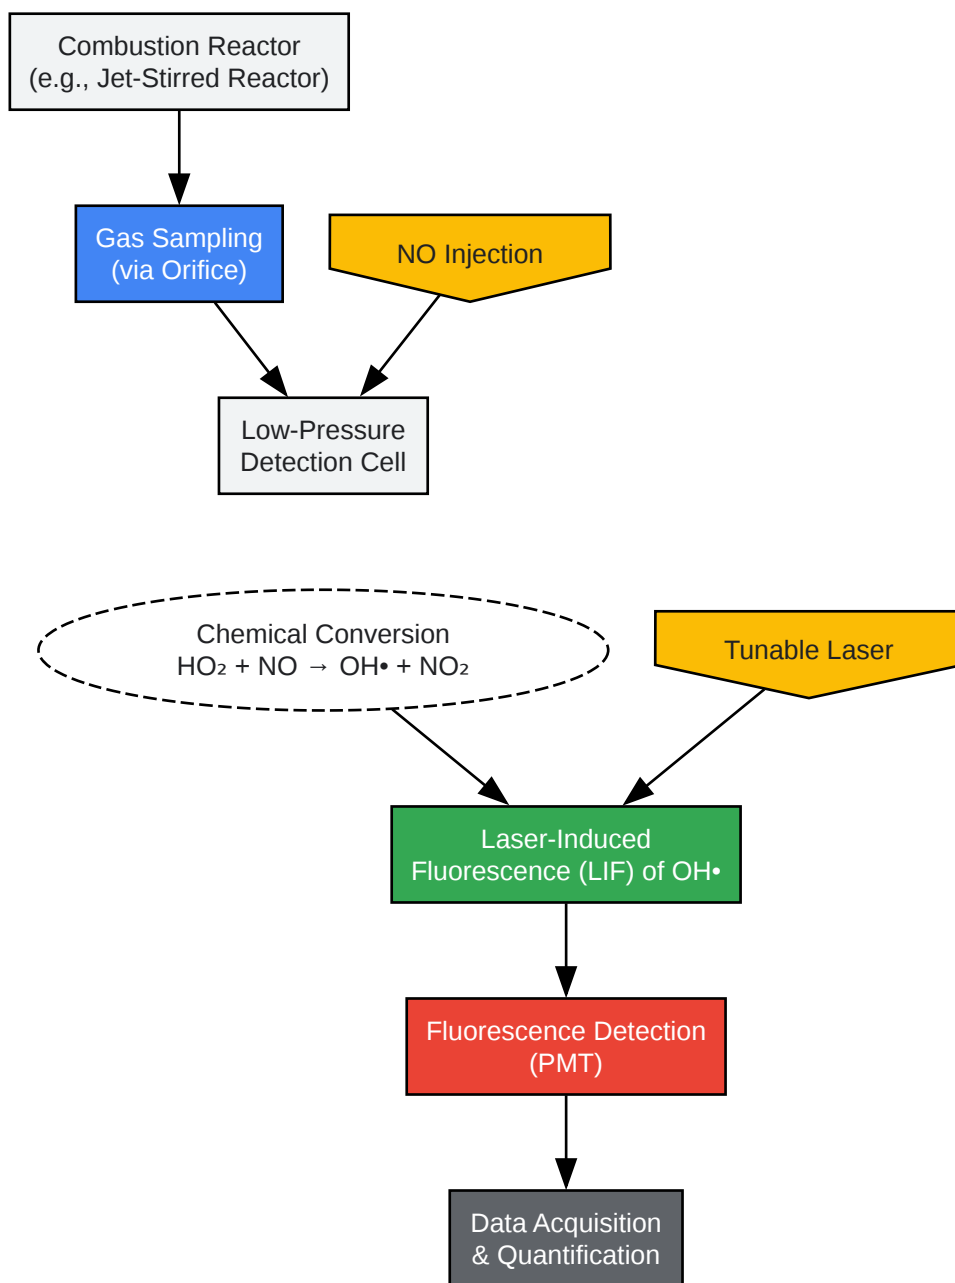 Combustion Reactor
(e.g., Jet-Stirred Reactor)
Gas Sampling
(via Orifice)
NO Injection
Low-Pressure
Detection Cell
Chemical Conversion
HO₂ + NO → OH• + NO₂
Tunable Laser
Laser-Induced
Fluorescence (LIF) of OH•
Fluorescence Detection
(PMT)
Data Acquisition
& Quantification